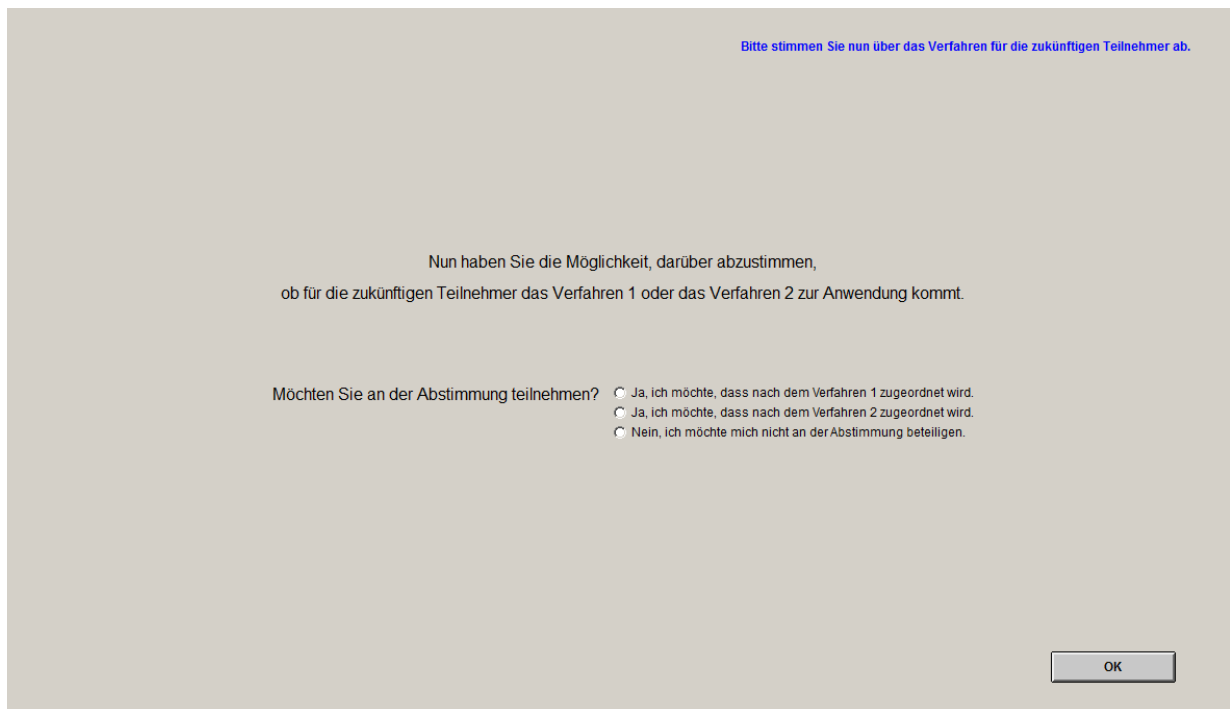 Bitte stimmen Sie nun über das Verfahren für die zukünftigen Teilnehmer ab.
Nun haben Sie die Möglichkeit, darüber abzustimmen,
ob für die zukünftigen Teilnehmer das Verfahren 1 oder das Verfahren 2 zur Anwendung kommt.
Möchten Sie an der Abstimmung teilnehmen? Ja, ich möchte, dass nach dem Verfahren 1 zugeordnet wird.
Ja, ich möchte, dass nach dem Verfahren 2 zugeordnet wird.
Nein, ich möchte mich nicht an der Abstimmung beteiligen.
OK